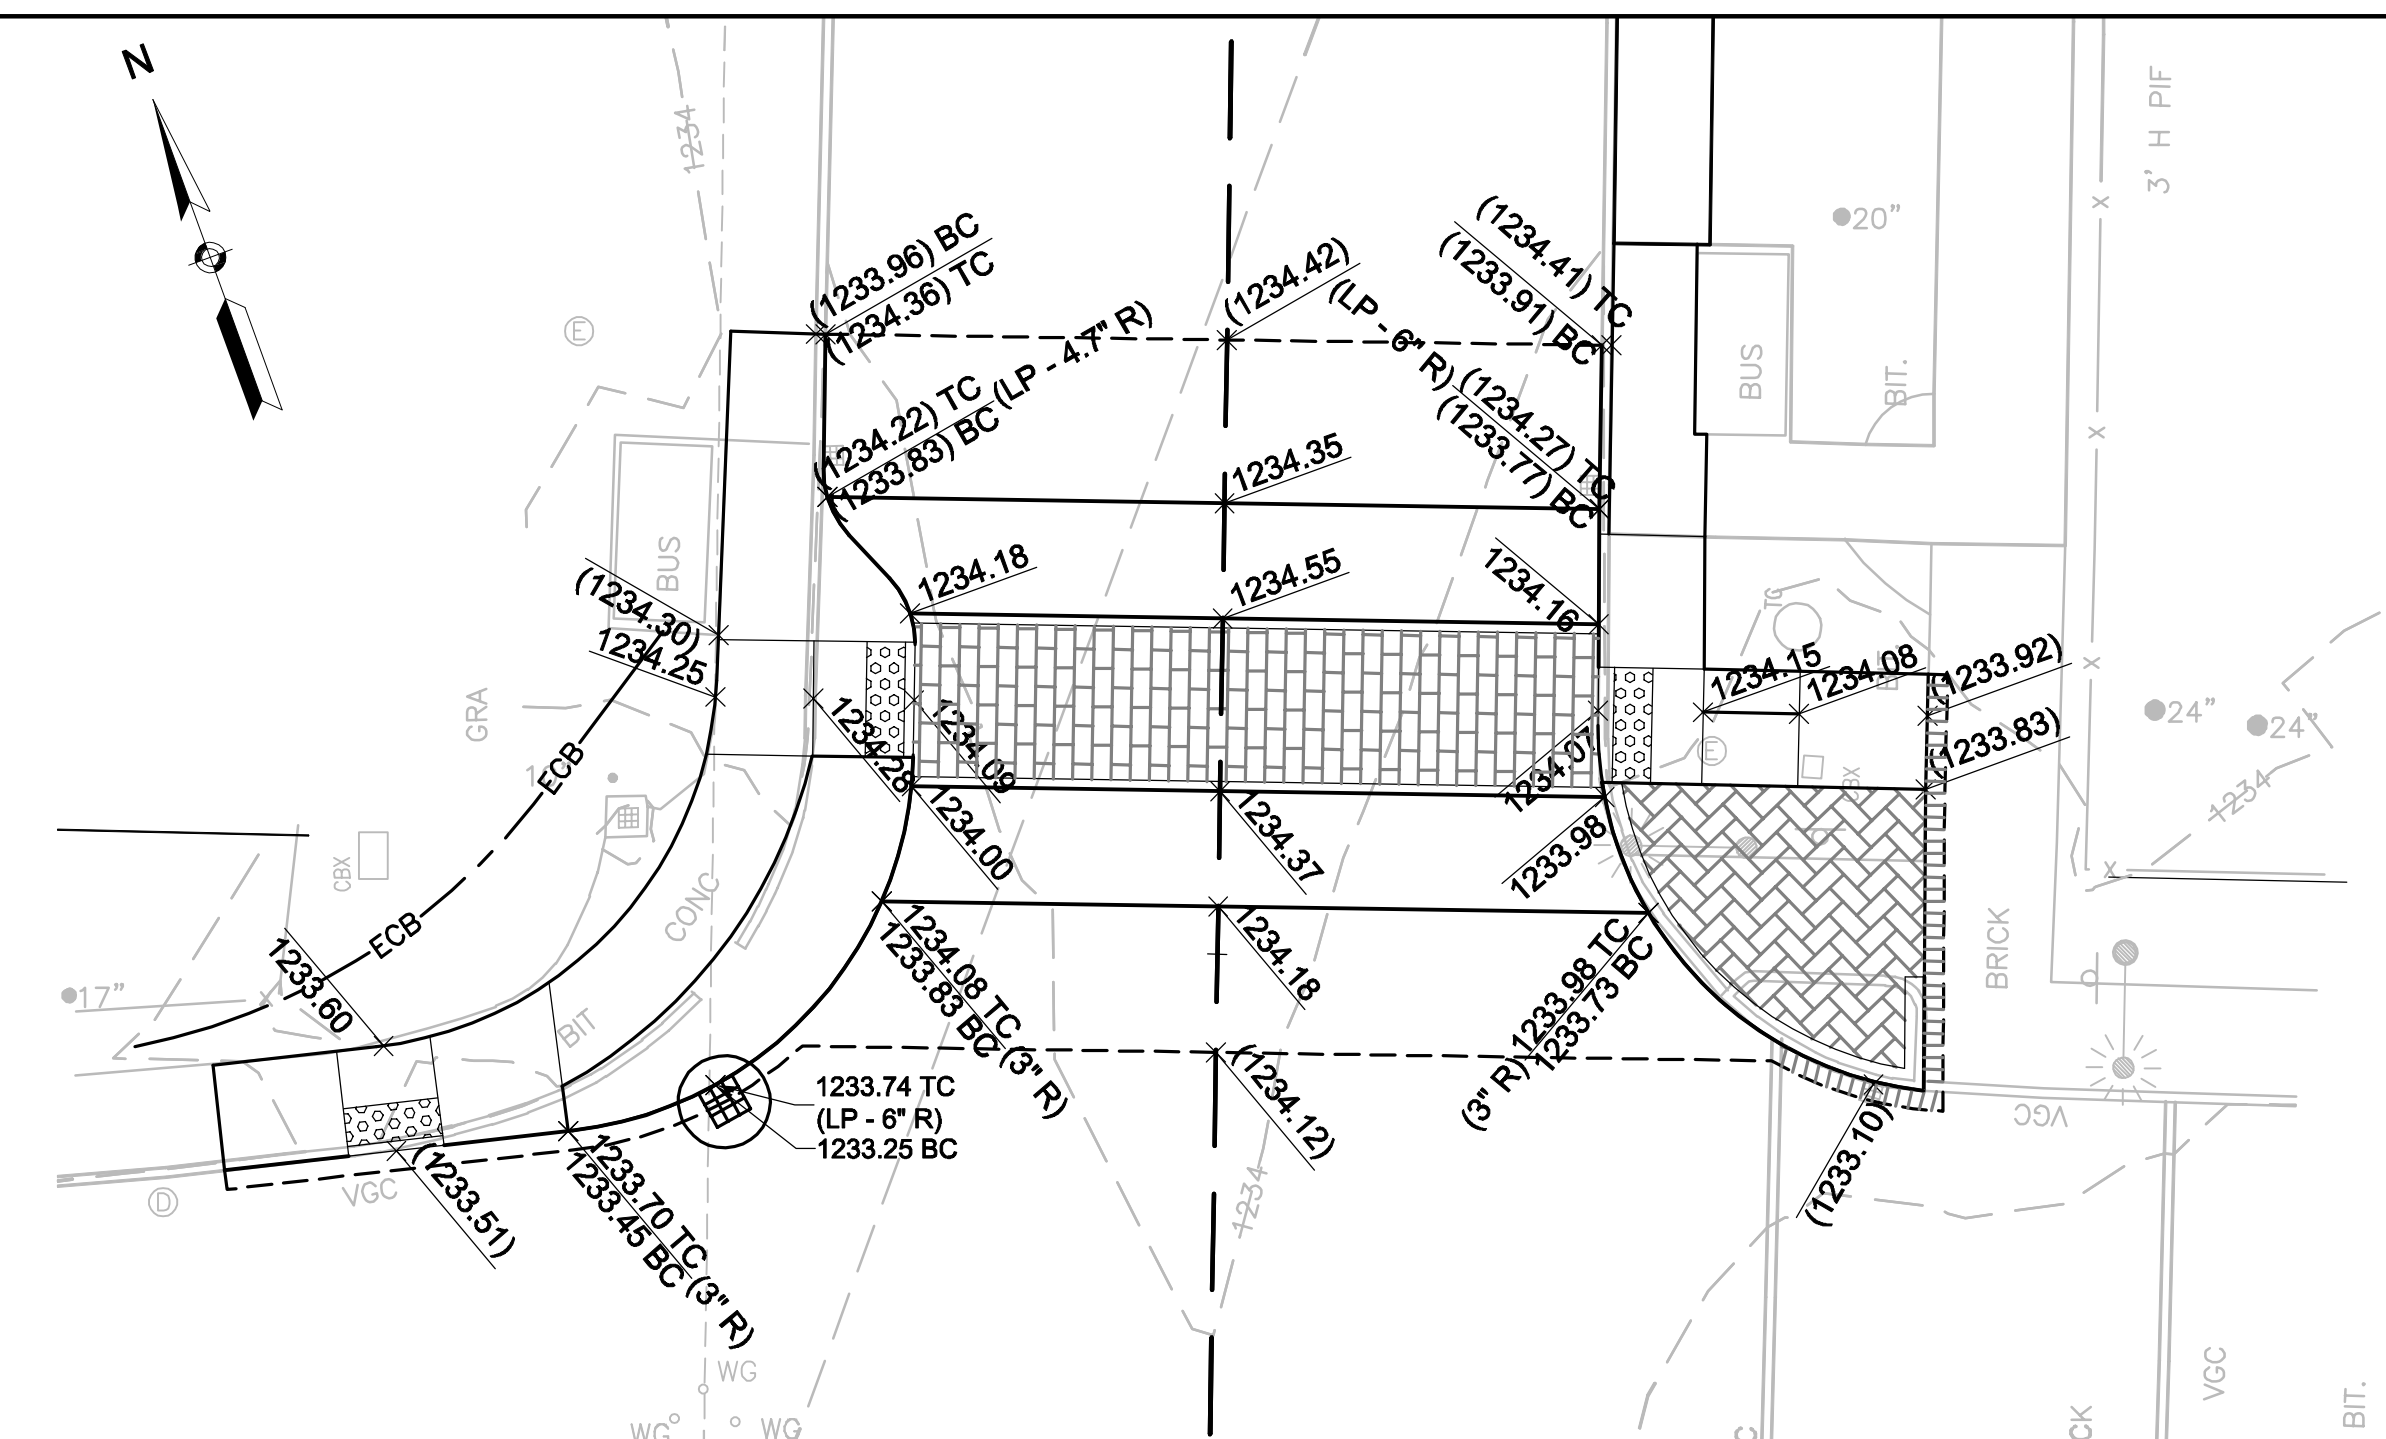 N
1234
3' H PIF
20"
(1233.96) BC
(1234.36) TC
(1234.42)
(1234.41) TC
(1233.91) BC
(LP - 4.7" R)
(LP - 6" R)
(1234.22) TC
(1233.83) BC
1234.35
(1234.27) TC
(1233.77) BC
E
BUS
BUS
BIT.
X
X
X
X
1234.18
1234.55
1234.16
(1234.30)
1234.25
TG
1234.15
1234.08
(1233.92)
(1233.83)
GRA
ECB
1234.28
1234.09
1234.07
E
CBX
24"
24"
1234
CBX
CONC
1234.00
1234.37
1233.98
ECB
1233.60
17"
X
BIT
1234.08 TC
1233.83 BC (3" R)
1234.18
1233.98 TC
(3" R) 1233.73 BC
BRICK
1233.74 TC
(LP - 6" R)
1233.25 BC
(1234.12)
(1233.10)
VGC
D
VGC
(1233.51)
1233.70 TC
1233.45 BC (3" R)
1234
WG
WG
WG
VGC
BIT.